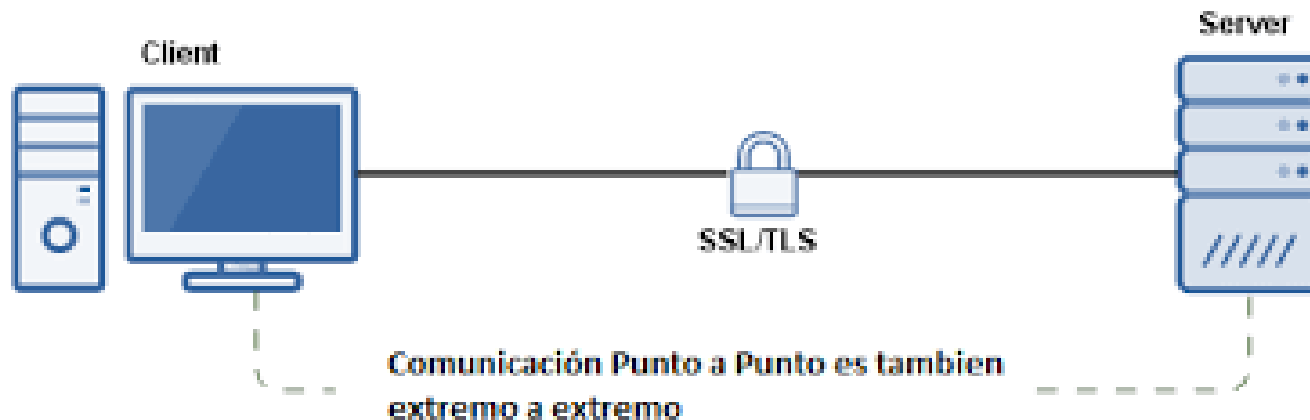 Client
Server
SSL/TLS
Comunicación Punto a Punto es tambien
extremo a extremo